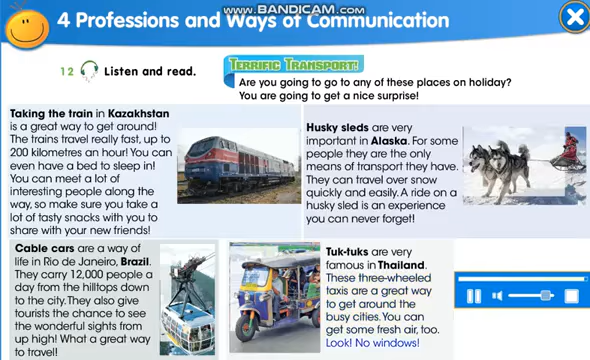 www.BANDICAM.com
4 Professions and Ways of Communication
12 Listen and read.
TERRIFIC TRANSPORT!
Are you going to go to any of these places on holiday?
You are going to get a nice surprise!
Taking the train in Kazakhstan
is a great way to get around!
The trains travel really fast, up to
200 kilometres an hour! You can
even have a bed to sleep in!
You can meet a lot of
interesting people along the
way, so make sure you take a
lot of tasty snacks with you to
share with your new friends!
Husky sleds are very
important in Alaska. For some
people they are the only
means of transport they have.
They can travel over snow
quickly and easily. A ride on a
husky sled is an experience
you can never forget!
Cable cars are a way of
life in Rio de Janeiro, Brazil.
They carry 12,000 people a
day from the hilltops down
to the city. They also give
tourists the chance to see
the wonderful sights from
up high! What a great way
to travel!
Tuk-tuks are very
famous in Thailand.
These three-wheeled
taxis are a great way
to get around the
busy cities. You can
get some fresh air, too.
Look! No windows!